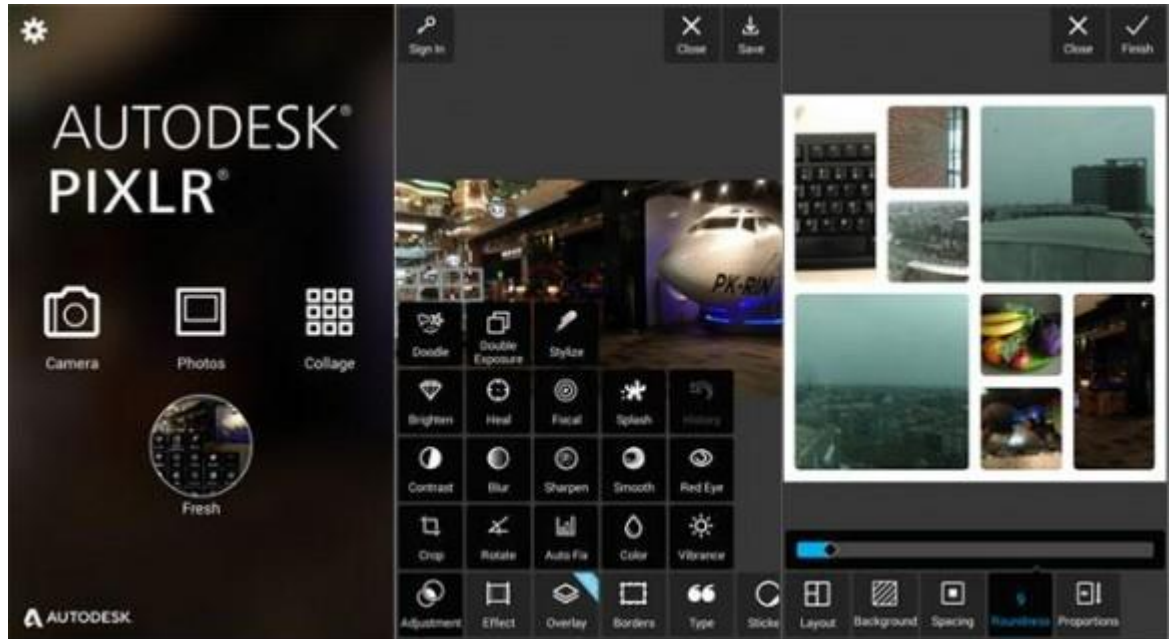 AUTODESK®
PIXLR®
Camera
Photos
Collage
Fresh
AUTODESK
Sign In
Close
Save
PK-RIN
Doodle
Double
Exposure
Stylize
Brighten
Heal
Focal
Splash
History
Contrast
Blur
Sharpen
Smooth
Red Eye
Crop
Rotate
Auto Fix
Color
Vibrance
Adjustment
Effect
Overlay
Borders
Type
Sticke
Close
Finish
Layout
Background
Spacing
Roundness
Proportions